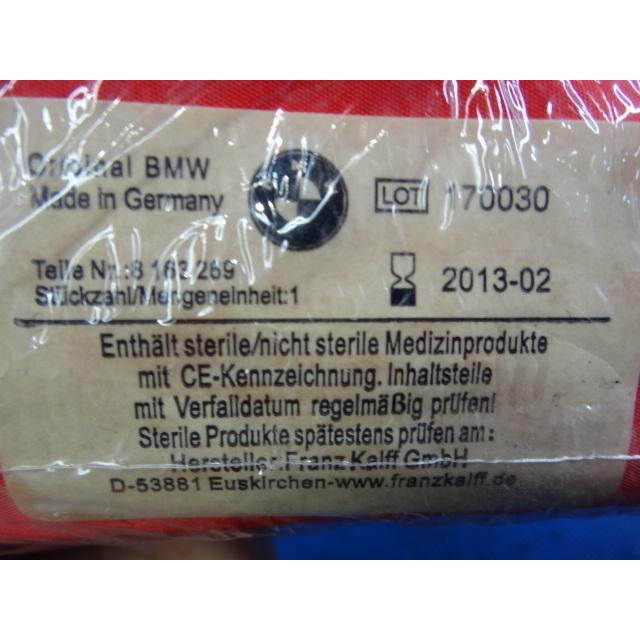 Original BMW
Made in Germany
LOT 170030
Teile Nr.:8 163 269
Stückzahl/Mengeneinheit:1
2013-02
Enthält sterile/nicht sterile Medizinprodukte
mit CE-Kennzeichnung. Inhaltsteile
mit Verfalldatum regelmäßig prüfen!
Sterile Produkte spätestens prüfen am:
Hersteller:Franz Kalff GmbH
D-53881 Euskirchen-www.franzkalff.de